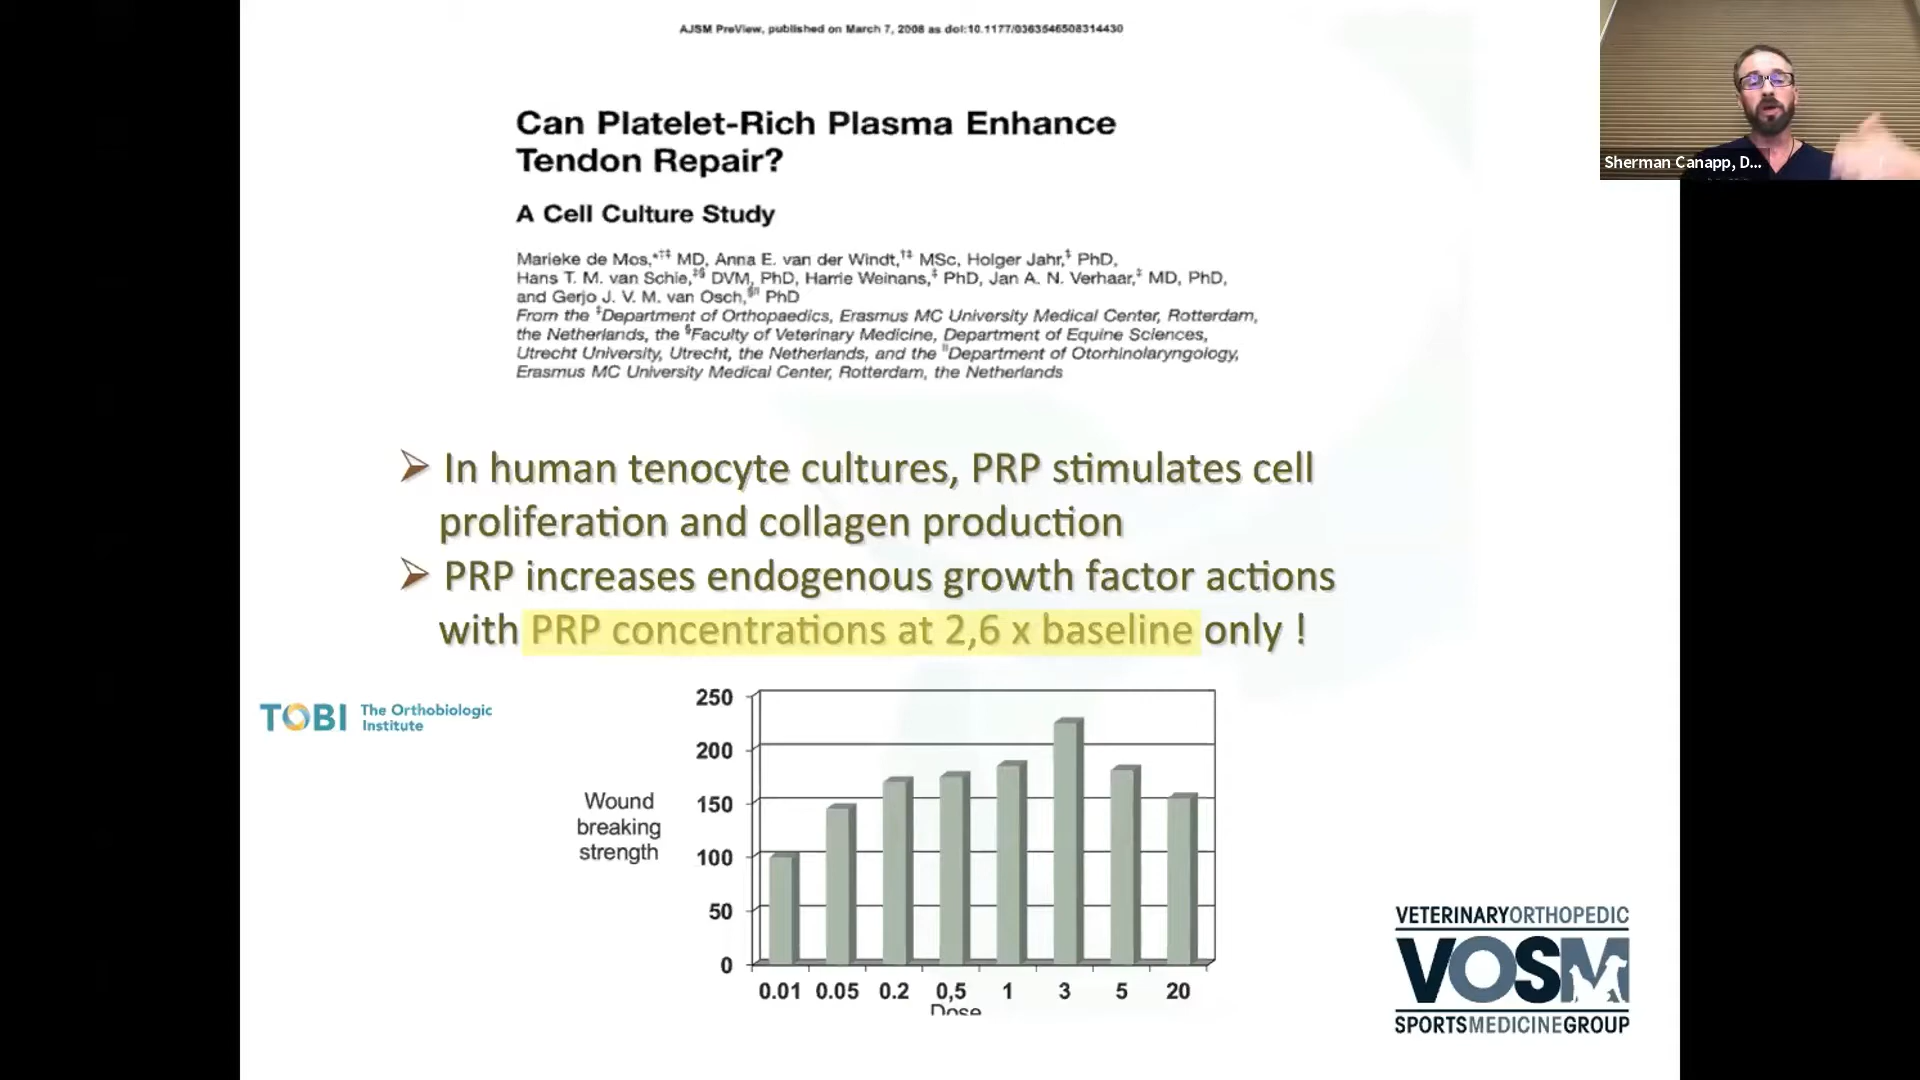 AJSM PreView, published on March 7, 2008 as doi:10.1177/0363546508314430
Can Platelet-Rich Plasma Enhance
Tendon Repair?
A Cell Culture Study
Marieke de Mos,*†‡ MD, Anna E. van der Windt,†‡ MSc, Holger Jahr,‡ PhD,
Hans T. M. van Schie,‡§ DVM, PhD, Harrie Weinans,‡ PhD, Jan A. N. Verhaar,‡ MD, PhD,
and Gerjo J. V. M. van Osch, PhD
From the ‡Department of Orthopaedics, Erasmus MC University Medical Center, Rotterdam,
the Netherlands, the §Faculty of Veterinary Medicine, Department of Equine Sciences,
Utrecht University, Utrecht, the Netherlands, and the ‖Department of Otorhinolaryngology,
Erasmus MC University Medical Center, Rotterdam, the Netherlands
Sherman Canapp, D...
➢ In human tenocyte cultures, PRP stimulates cell
proliferation and collagen production
➢ PRP increases endogenous growth factor actions
with PRP concentrations at 2,6 x baseline only !
TOBI The Orthobiologic
Institute
Wound
breaking
strength
250
200
150
100
50
0
0.01 0.05 0.2 0,5 1 3 5 20
Dose
VETERINARYORTHOPEDIC
VOSM
SPORTSMEDICINEGROUP